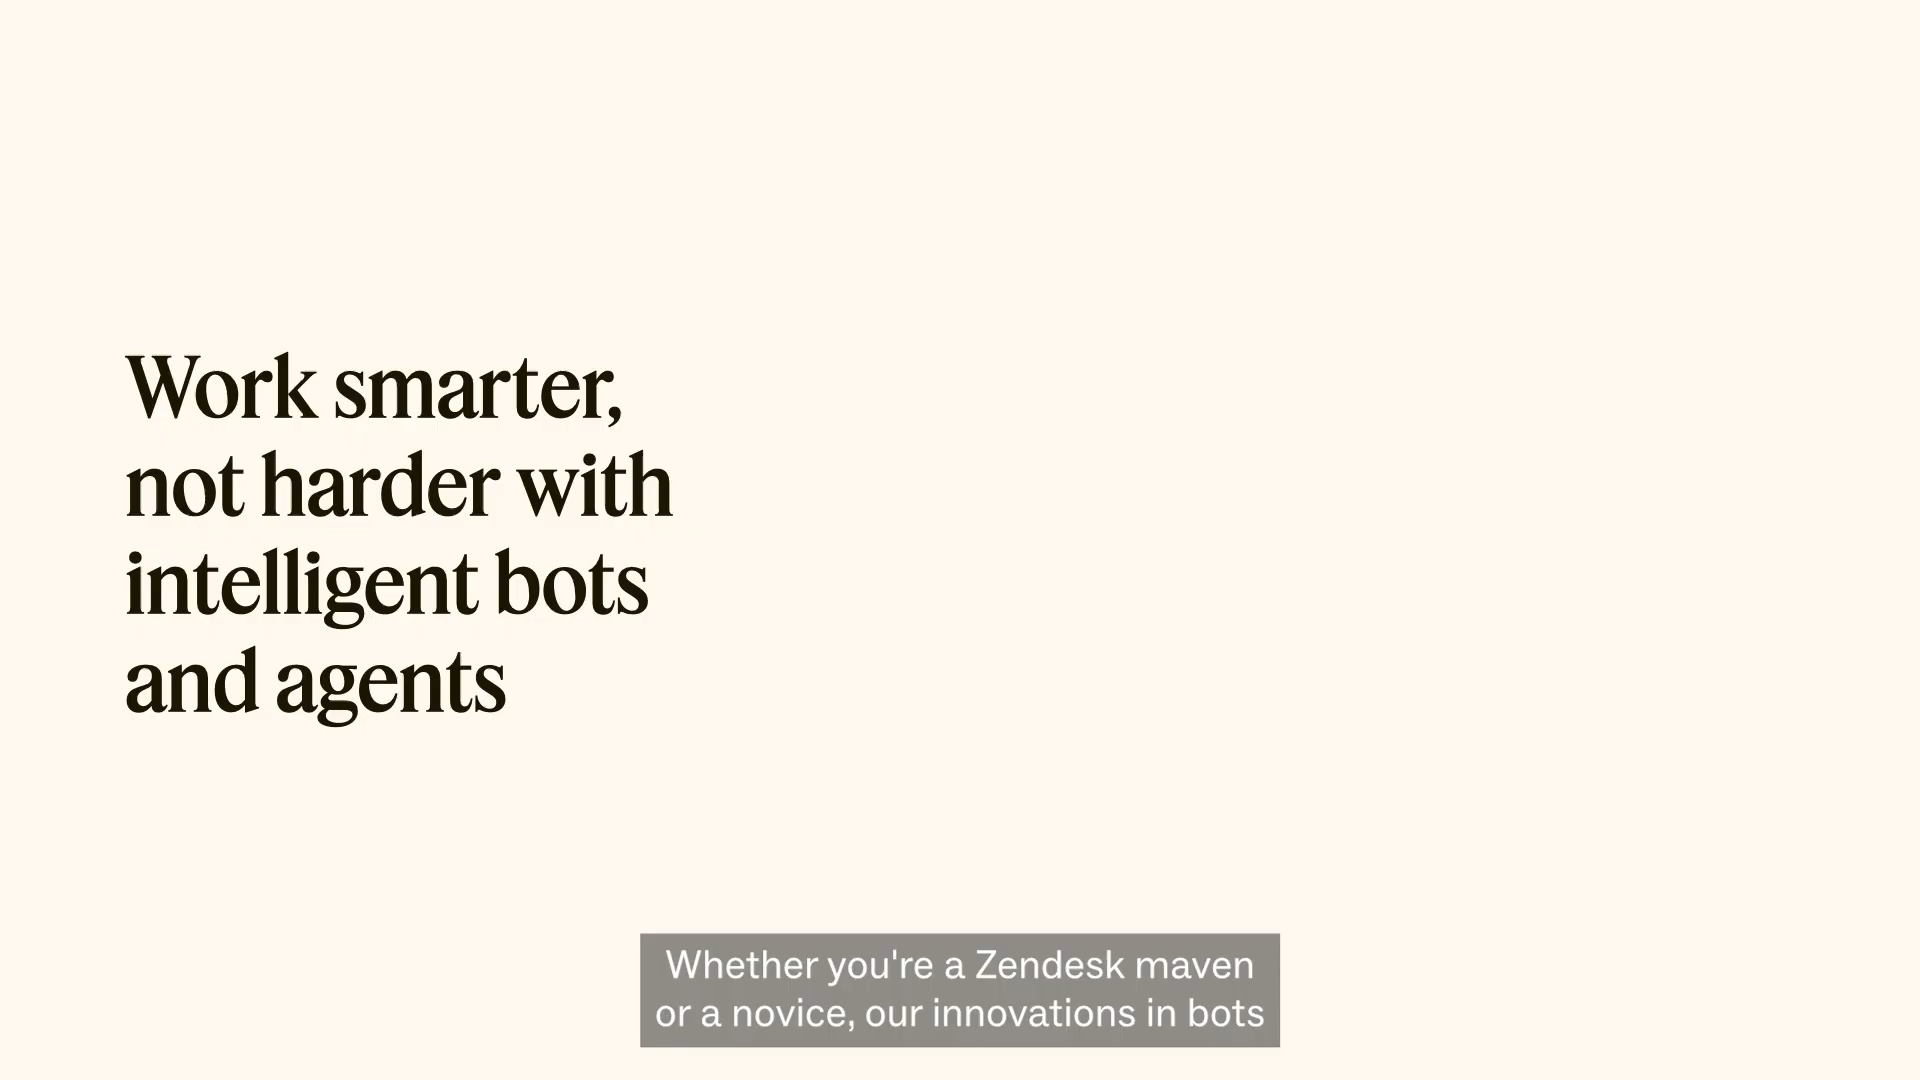 Work smarter,
not harder with
intelligent bots
and agents
Whether you're a Zendesk maven
or a novice, our innovations in bots